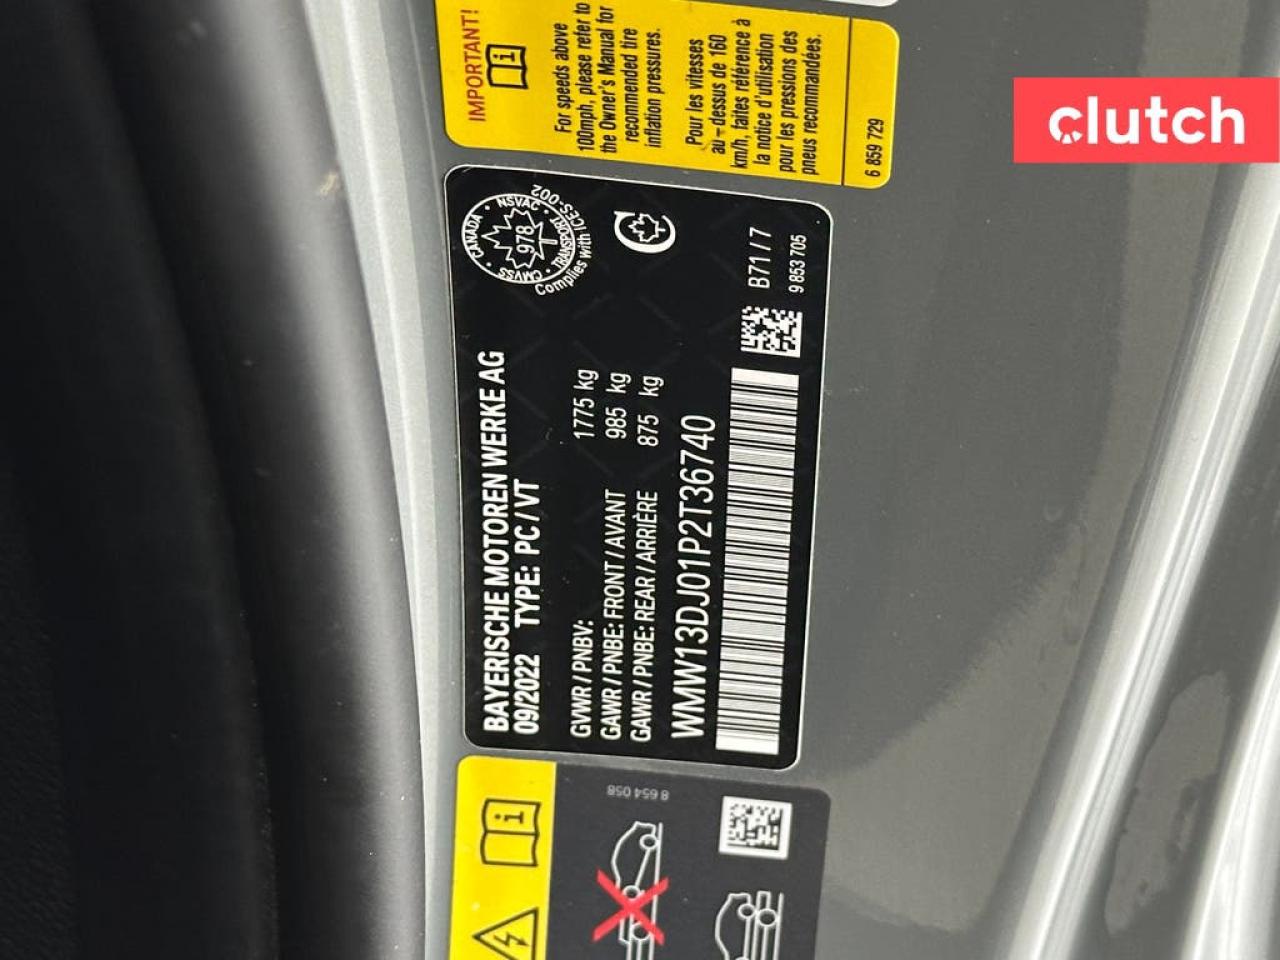 IMPORTANT!
For speeds above
100mph, please refer to
the Owner's Manual for
recommended tire
inflation pressures.
Pour les vitesses
au - dessus de 160
km/h, faites référence à
la notice d'utilisation
pour les pressions des
pneus recommandées.
6 859 729
clutch
CANADA · NSVAC · TRANSPORT · CMVSS
978
Complies with ICES-002
BAYERISCHE MOTOREN WERKE AG
09/2022 TYPE: PC/VT
GVWR/PNBV: 1775 kg
GAWR/PNBE: FRONT/AVANT 985 kg
GAWR/PNBE: REAR/ARRIÈRE 875 kg
WMW13DJ01P2T36740
B71/7
9 853 705
8 654 058